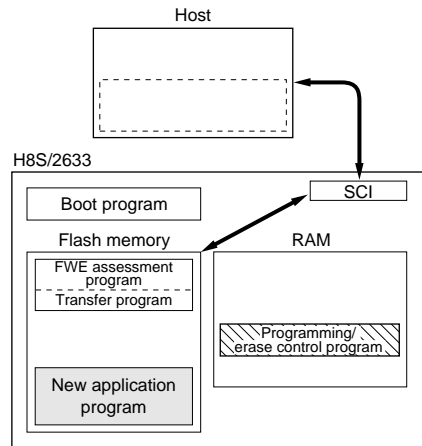 Host
H8S/2633
SCI
Boot program
Flash memory
RAM
FWE assessment
program
Transfer program
Programming/
erase control program
New application
program